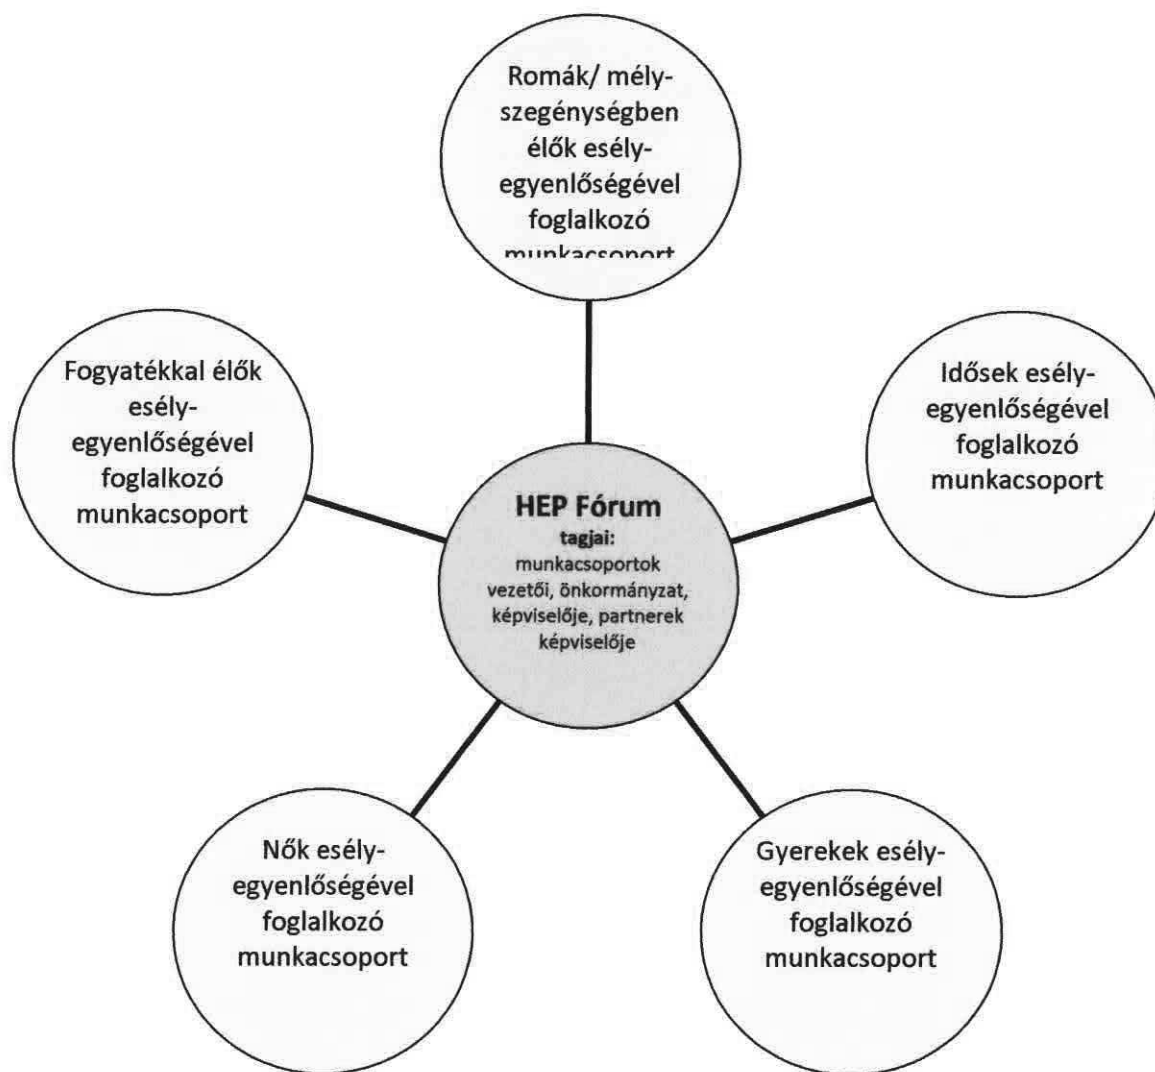 Romák/ mély-
szegénységben
élők esély-
egyenlőségével
foglalkozó
munkacsoport
Fogyatékkal élők
esély-
egyenlőségével
foglalkozó
munkacsoport
Idősek esély-
egyenlőségével
foglalkozó
munkacsoport
HEP Fórum
tagjai:
munkacsoportok
vezetői, önkormányzat,
képviselője, partnerek
képviselője
Nők esély-
egyenlőségével
foglalkozó
munkacsoport
Gyerekek esély-
egyenlőségével
foglalkozó
munkacsoport